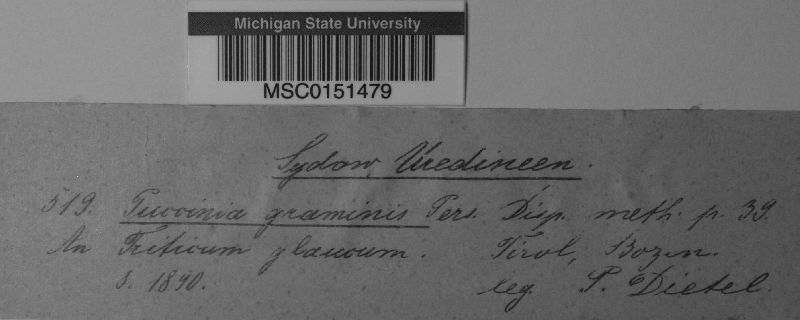 Michigan State University
MSC0151479
Sydow, Uredineen.
519. Puccinia graminis Pers. Disp. meth. p. 39.
An Triticum glaucum. Tirol, Bozen.
8. 1890. leg. P. Dietel.